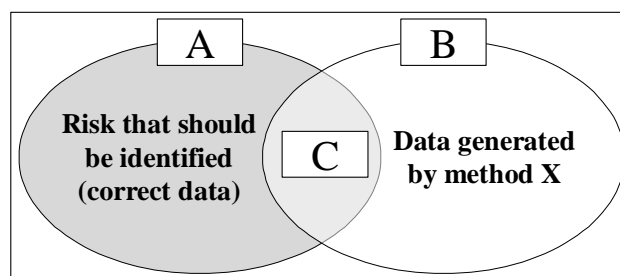 A
B
Risk that should
be identified
(correct data)
C
Data generated
by method X